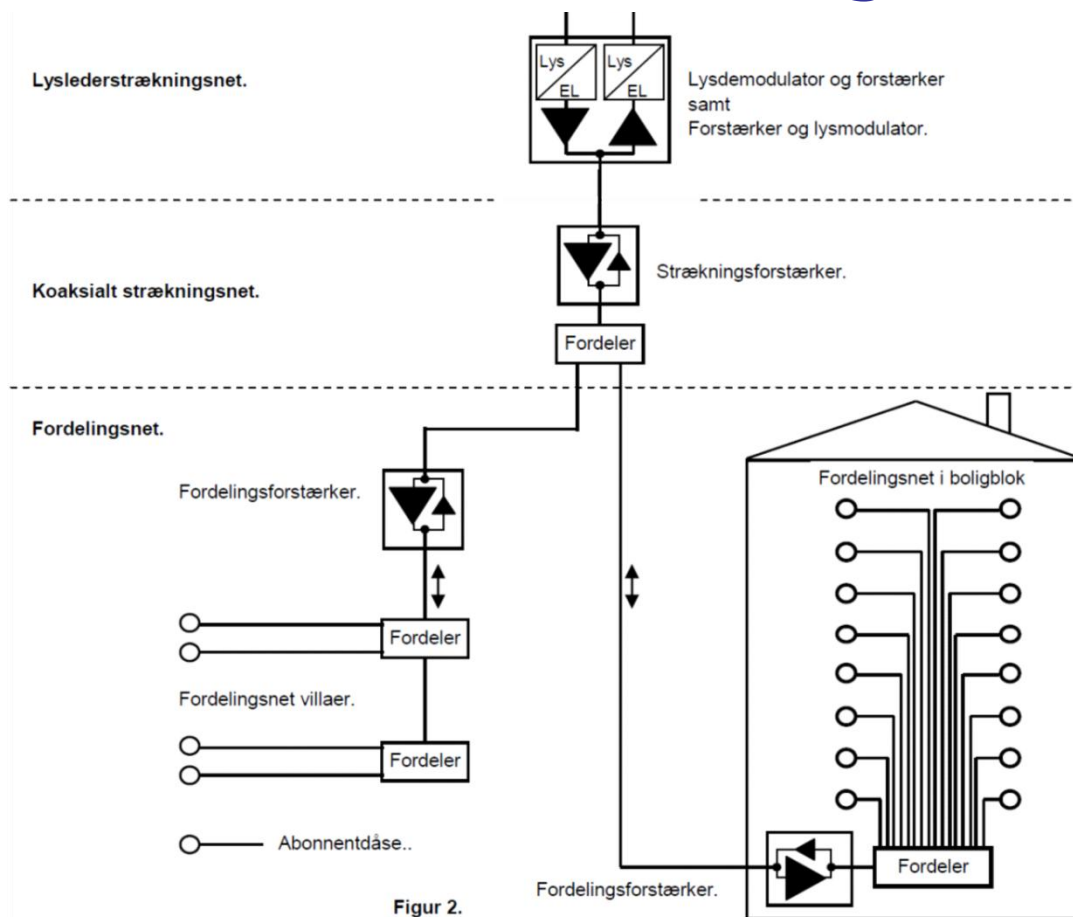 Lyslederstrækningsnet.
Lys
EL
Lys
EL
Lysdemodulator og forstærker
samt
Forstærker og lysmodulator.
Koaksialt strækningsnet.
Strækningsforstærker.
Fordeler
Fordelingsnet.
Fordelingsforstærker.
Fordeler
Fordelingsnet villaer.
Fordeler
Abonnentdåse..
Fordelingsnet i boligblok
Fordeler
Fordelingsforstærker.
Figur 2.